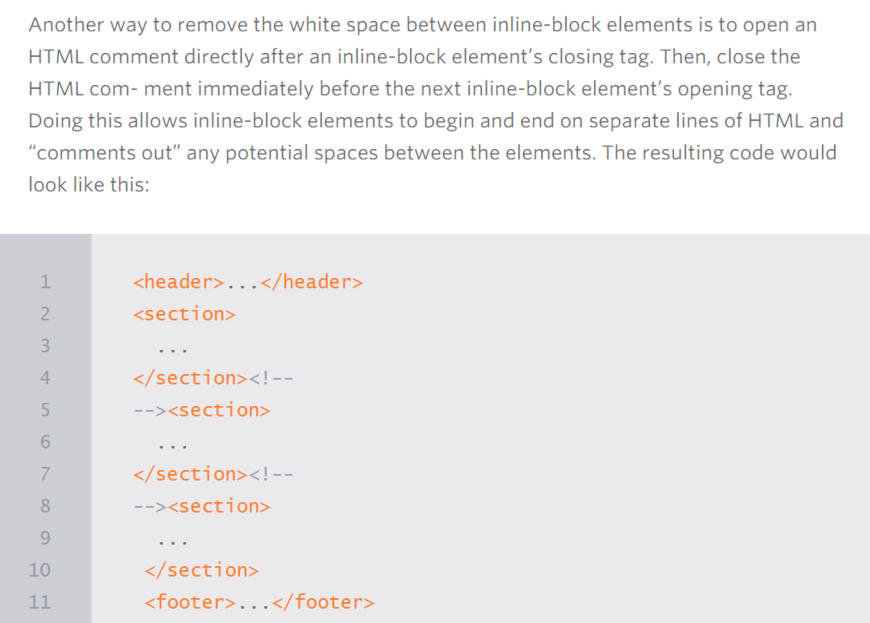 Another way to remove the white space between inline-block elements is to open an
HTML comment directly after an inline-block element’s closing tag. Then, close the
HTML com- ment immediately before the next inline-block element’s opening tag.
Doing this allows inline-block elements to begin and end on separate lines of HTML and
“comments out” any potential spaces between the elements. The resulting code would
look like this:
1 <header>...</header>
2 <section>
3 ...
4 </section><!--
5 --><section>
6 ...
7 </section><!--
8 --><section>
9 ...
10 </section>
11 <footer>...</footer>